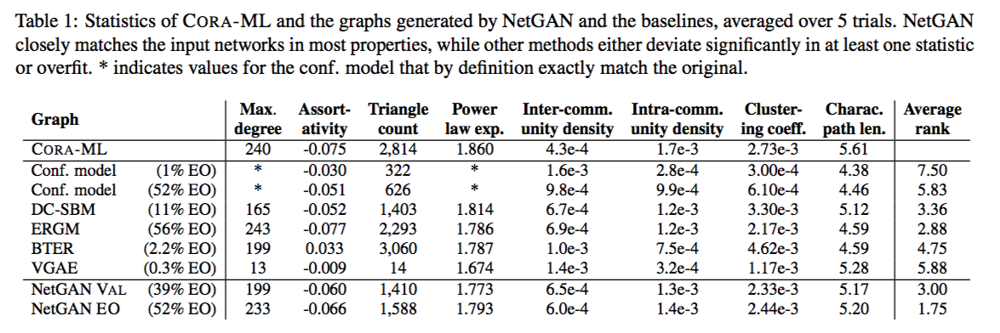 Table 1: Statistics of CORA-ML and the graphs generated by NetGAN and the baselines, averaged over 5 trials. NetGAN
closely matches the input networks in most properties, while other methods either deviate significantly in at least one statistic
or overfit. * indicates values for the conf. model that by definition exactly match the original.
Graph Max. degree Assort-ativity Triangle count Power law exp. Inter-comm. unity density Intra-comm. unity density Cluster-ing coeff. Charac. path len. Average rank
CORA-ML 240 -0.075 2,814 1.860 4.3e-4 1.7e-3 2.73e-3 5.61
Conf. model (1% EO) * -0.030 322 * 1.6e-3 2.8e-4 3.00e-4 4.38 7.50
Conf. model (52% EO) * -0.051 626 * 9.8e-4 9.9e-4 6.10e-4 4.46 5.83
DC-SBM (11% EO) 165 -0.052 1,403 1.814 6.7e-4 1.2e-3 3.30e-3 5.12 3.36
ERGM (56% EO) 243 -0.077 2,293 1.786 6.9e-4 1.2e-3 2.17e-3 4.59 2.88
BTER (2.2% EO) 199 0.033 3,060 1.787 1.0e-3 7.5e-4 4.62e-3 4.59 4.75
VGAE (0.3% EO) 13 -0.009 14 1.674 1.4e-3 3.2e-4 1.17e-3 5.28 5.88
NetGAN VAL (39% EO) 199 -0.060 1,410 1.773 6.5e-4 1.3e-3 2.33e-3 5.17 3.00
NetGAN EO (52% EO) 233 -0.066 1,588 1.793 6.0e-4 1.4e-3 2.44e-3 5.20 1.75